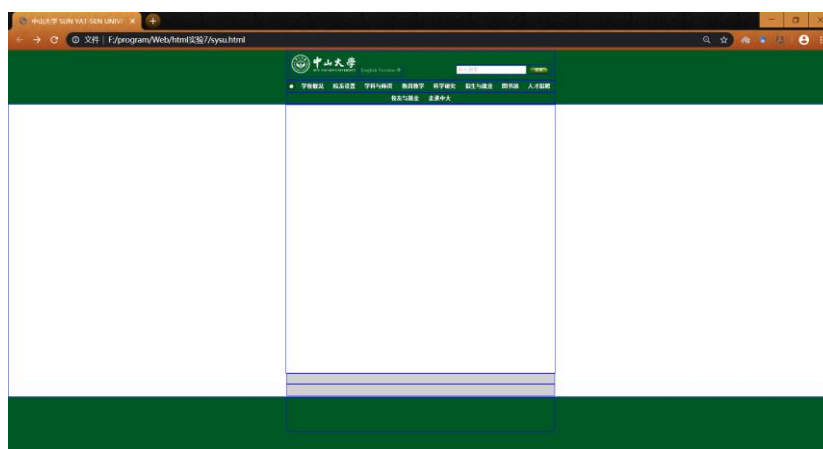 中山大学 SUN YAT-SEN UNIV
文件 | F:/program/Web/html实验7/sysu.html
中山大学
English Version
学校概况 院系设置 学科与师资 教育教学 科学研究 招生与就业 图书馆 人才招聘
校友与基金 走进中大